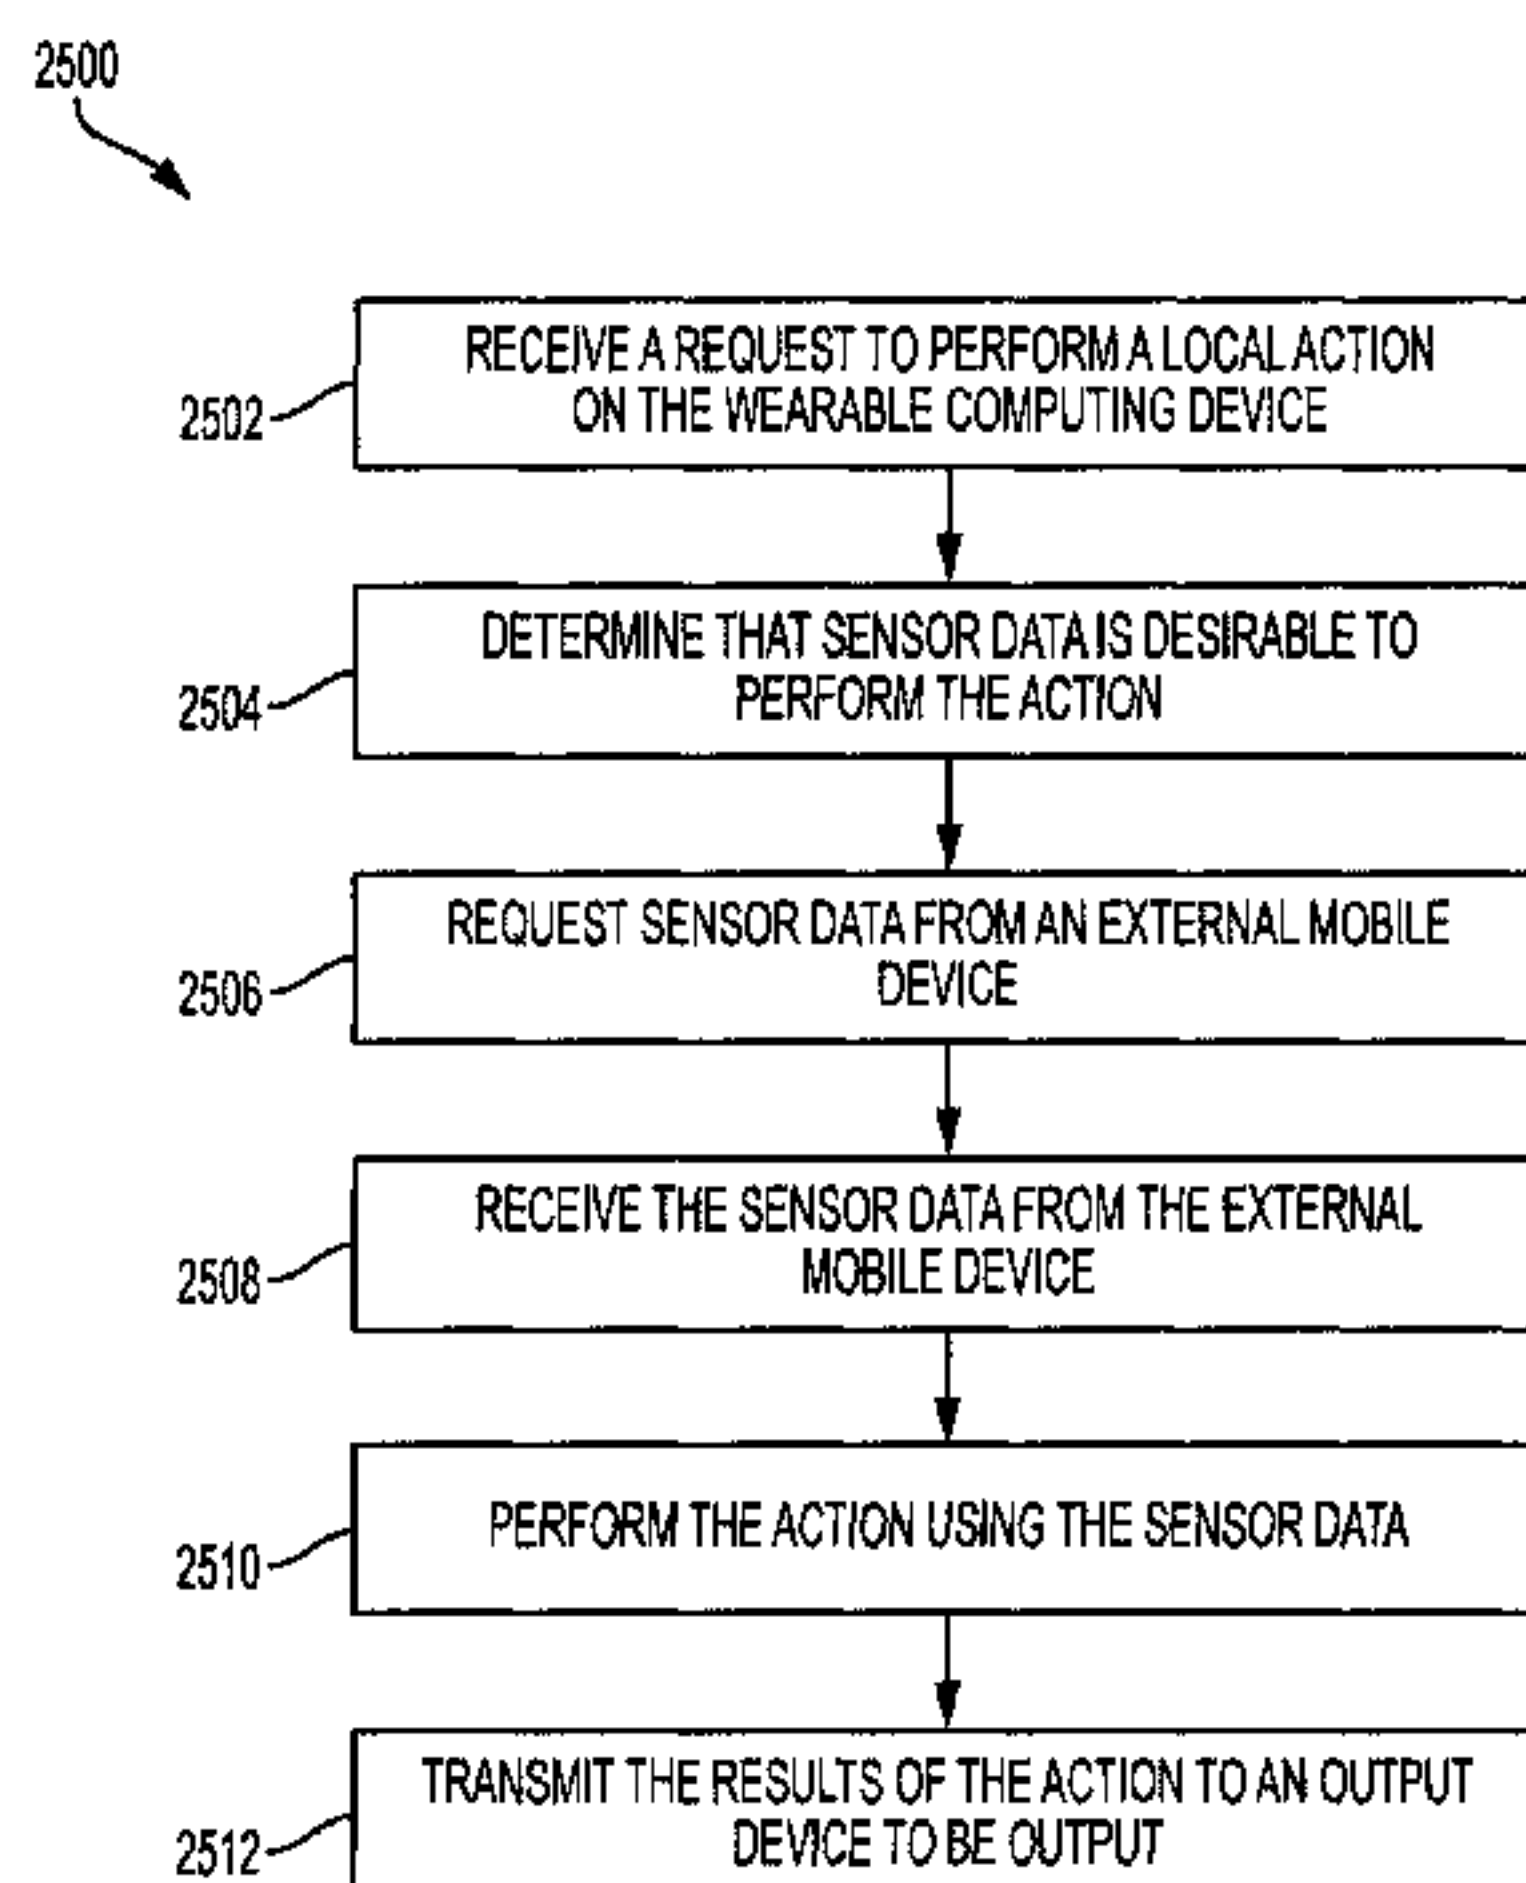 2500
RECEIVE A REQUEST TO PERFORM A LOCAL ACTION
ON THE WEARABLE COMPUTING DEVICE
2502
DETERMINE THAT SENSOR DATA IS DESIRABLE TO
PERFORM THE ACTION
2504
REQUEST SENSOR DATA FROM AN EXTERNAL MOBILE
DEVICE
2506
RECEIVE THE SENSOR DATA FROM THE EXTERNAL
MOBILE DEVICE
2508
PERFORM THE ACTION USING THE SENSOR DATA
2510
TRANSMIT THE RESULTS OF THE ACTION TO AN OUTPUT
DEVICE TO BE OUTPUT
2512